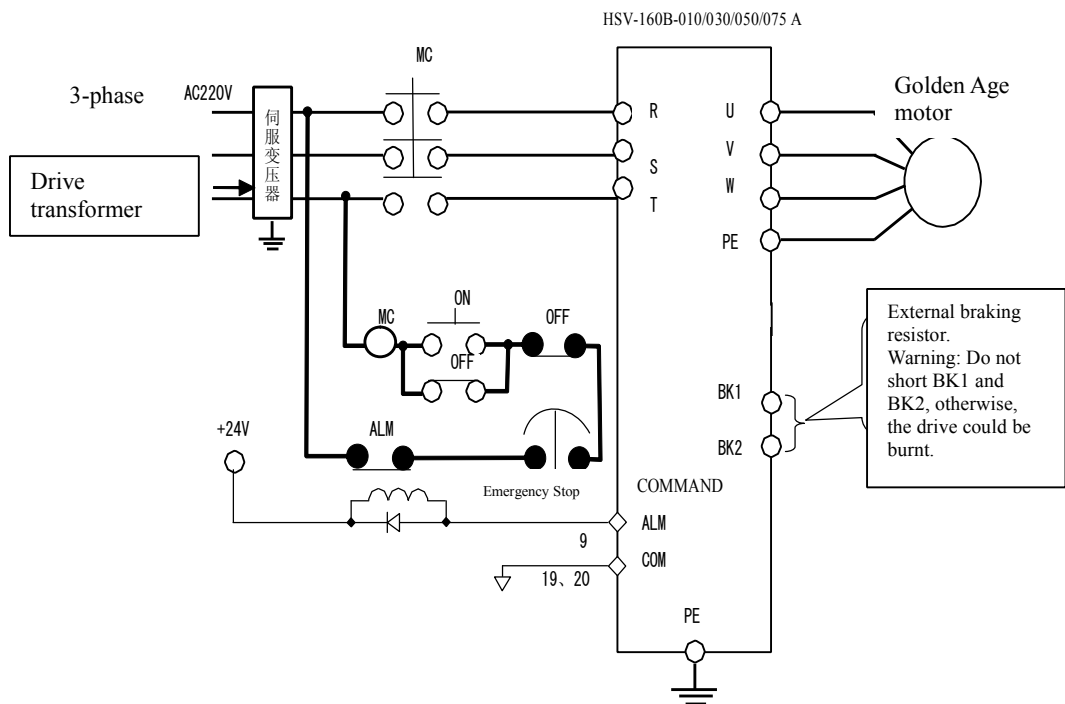 HSV-160B-010/030/050/075 A
MC
3-phase
AC220V
伺服变压器
Drive
transformer
R
S
T
U
V
W
PE
Golden Age
motor
MC
ON
OFF
OFF
External braking
resistor.
Warning: Do not
short BK1 and
BK2, otherwise,
the drive could be
burnt.
BK1
BK2
+24V
ALM
Emergency Stop
COMMAND
ALM
9
COM
19、20
PE